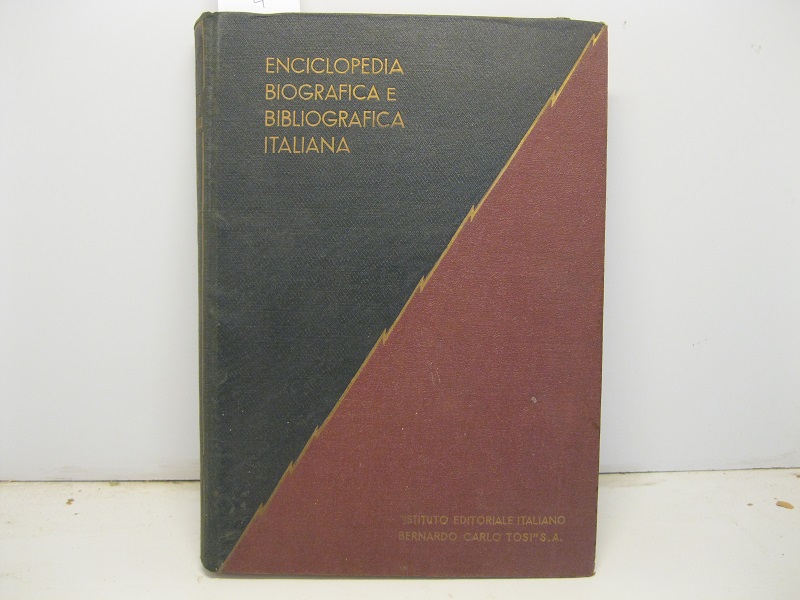 ENCICLOPEDIA
BIOGRAFICA E
BIBLIOGRAFICA
ITALIANA
"ISTITUTO EDITORIALE ITALIANO
BERNARDO CARLO TOSI" S.A.